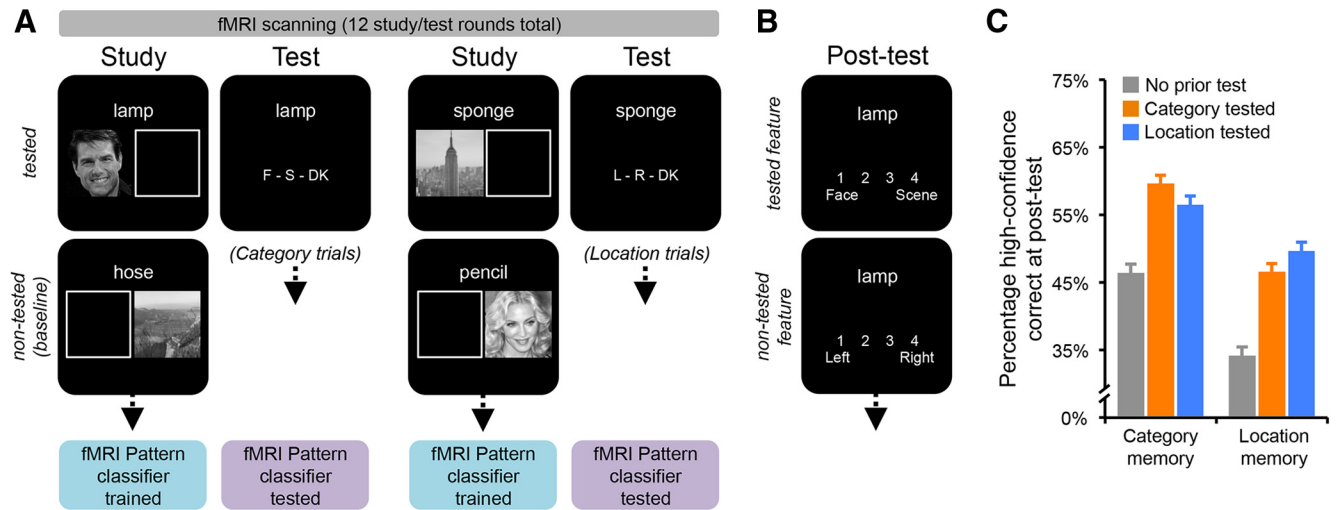 A
fMRI scanning (12 study/test rounds total)
Study
Test
Study
Test
tested
lamp
lamp
F - S - DK
sponge
sponge
L - R - DK
non-tested
(baseline)
hose
(Category trials)
pencil
(Location trials)
fMRI Pattern
classifier
trained
fMRI Pattern
classifier
tested
fMRI Pattern
classifier
trained
fMRI Pattern
classifier
tested
B
Post-test
tested feature
lamp
1 2 3 4
Face Scene
non-tested
feature
lamp
1 2 3 4
Left Right
C
Percentage high-confidence
correct at post-test
75%
65%
55%
45%
35%
0%
No prior test
Category tested
Location tested
Category
memory
Location
memory